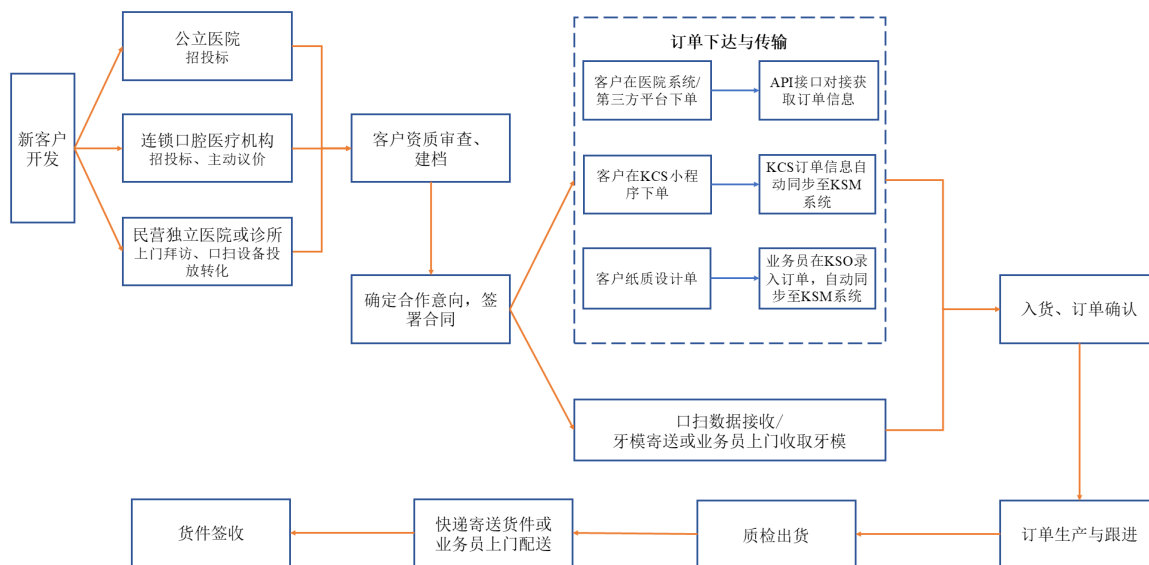 新客户
开发
公立医院
招投标
连锁口腔医疗机构
招投标、主动议价
民营独立医院或诊所
上门拜访、口扫设备投
放转化
客户资质审查、
建档
确定合作意向，签
署合同
订单下达与传输
客户在医院系统/
第三方平台下单
API接口对接获
取订单信息
客户在KCS小程
序下单
KCS订单信息自
动同步至KSM
系统
客户纸质设计单
业务员在KSO录
入订单，自动同
步至KSM系统
口扫数据接收/
牙模寄送或业务员上门收取牙模
入货、订单确认
订单生产与跟进
质检出货
快递寄送货件或
业务员上门配送
货件签收